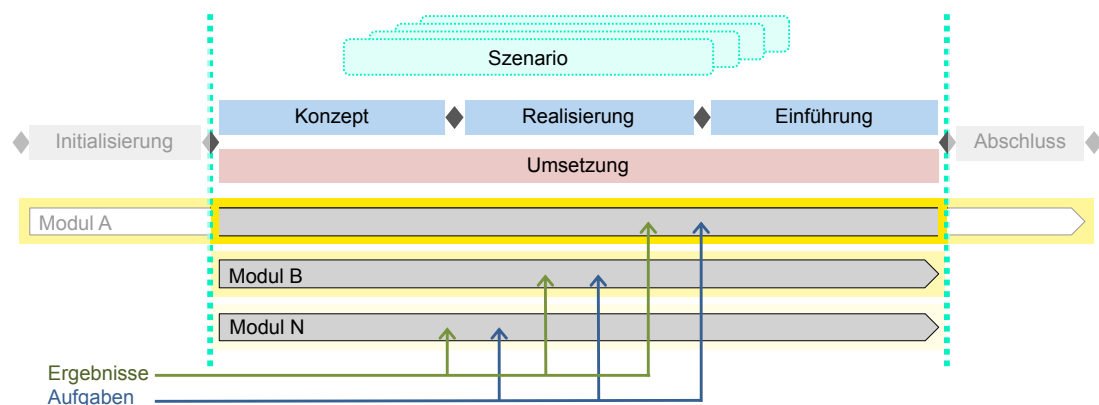 Szenario
Konzept
Realisierung
Einführung
Initialisierung
Abschluss
Umsetzung
Modul A
Modul B
Modul N
Ergebnisse
Aufgaben